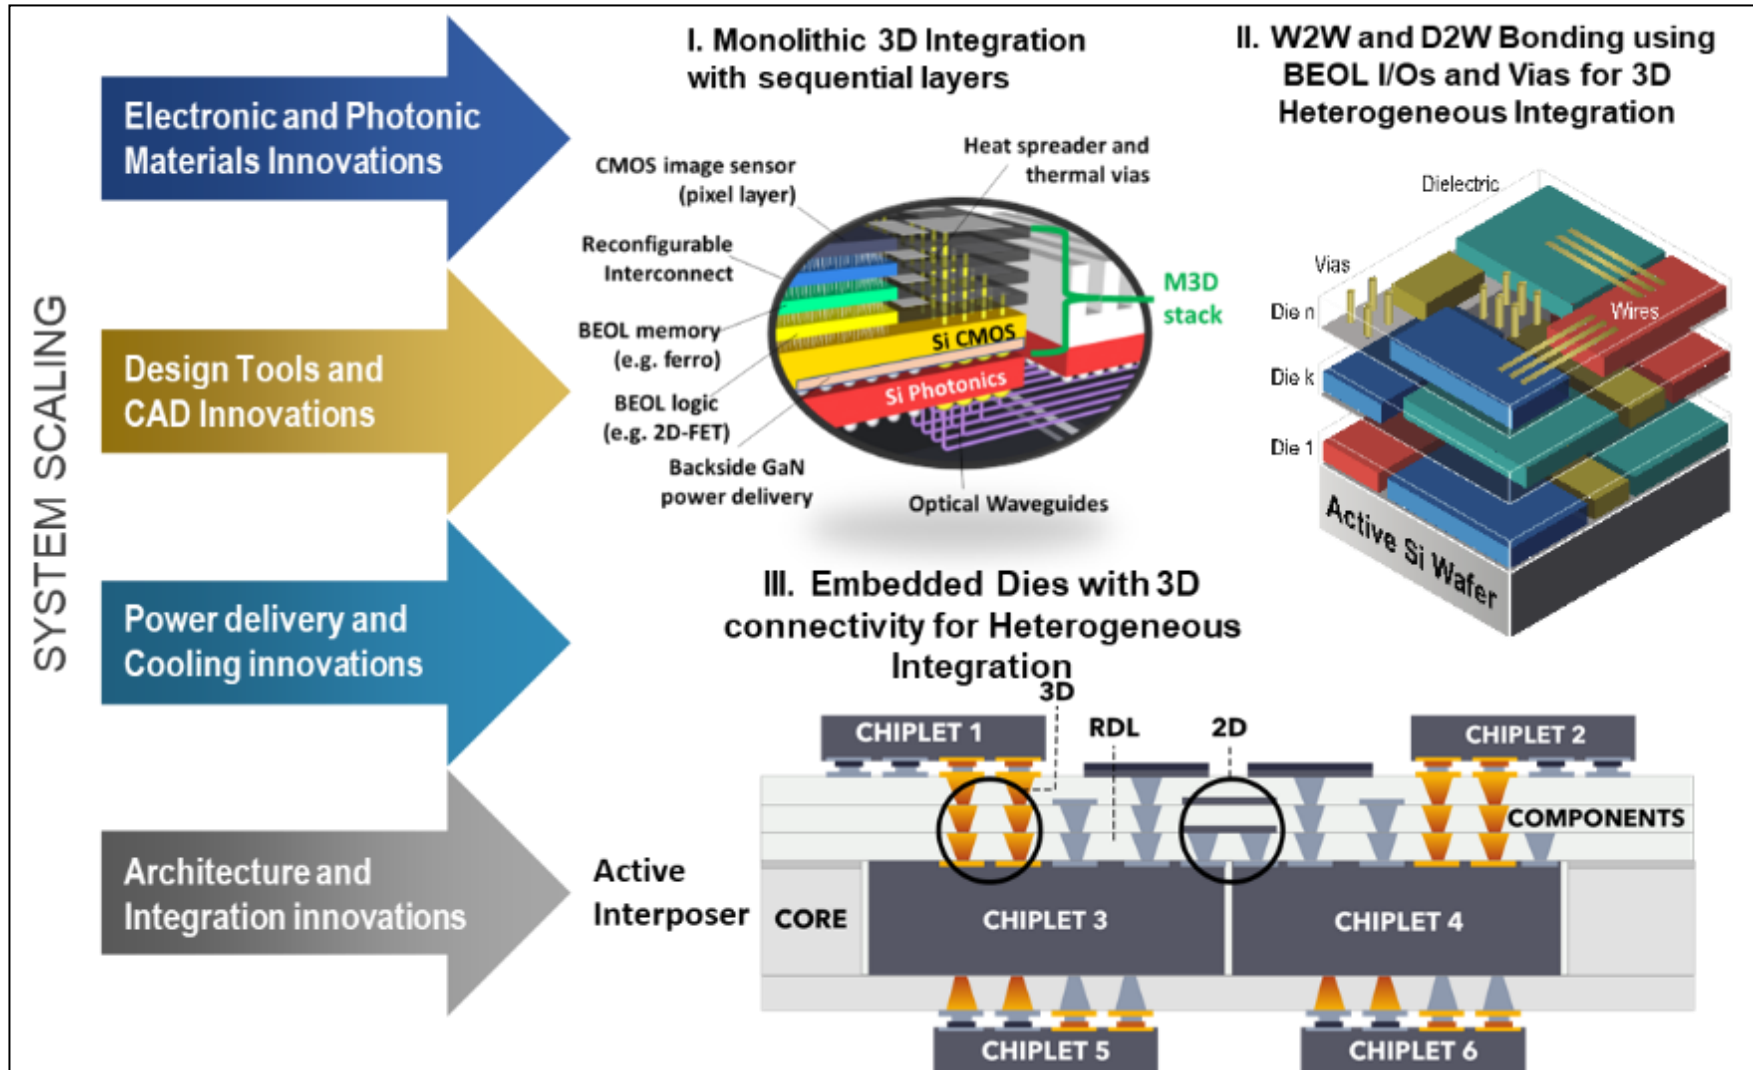 SYSTEM SCALING
Electronic and Photonic
Materials Innovations
Design Tools and
CAD Innovations
Power delivery and
Cooling innovations
Architecture and
Integration innovations
I. Monolithic 3D Integration
with sequential layers
CMOS image sensor
(pixel layer)
Reconfigurable
Interconnect
BEOL memory
(e.g. ferro)
BEOL logic
(e.g. 2D-FET)
Backside GaN
power delivery
Heat spreader and
thermal vias
M3D
stack
Si CMOS
Si Photonics
Optical Waveguides
II. W2W and D2W Bonding using
BEOL I/Os and Vias for 3D
Heterogeneous Integration
Dielectric
Vias
Wires
Die n
Die k
Die 1
Active Si Wafer
III. Embedded Dies with 3D
connectivity for Heterogeneous
Integration
3D
RDL
2D
CHIPLET 1
CHIPLET 2
COMPONENTS
Active
Interposer
CORE
CHIPLET 3
CHIPLET 4
CHIPLET 5
CHIPLET 6